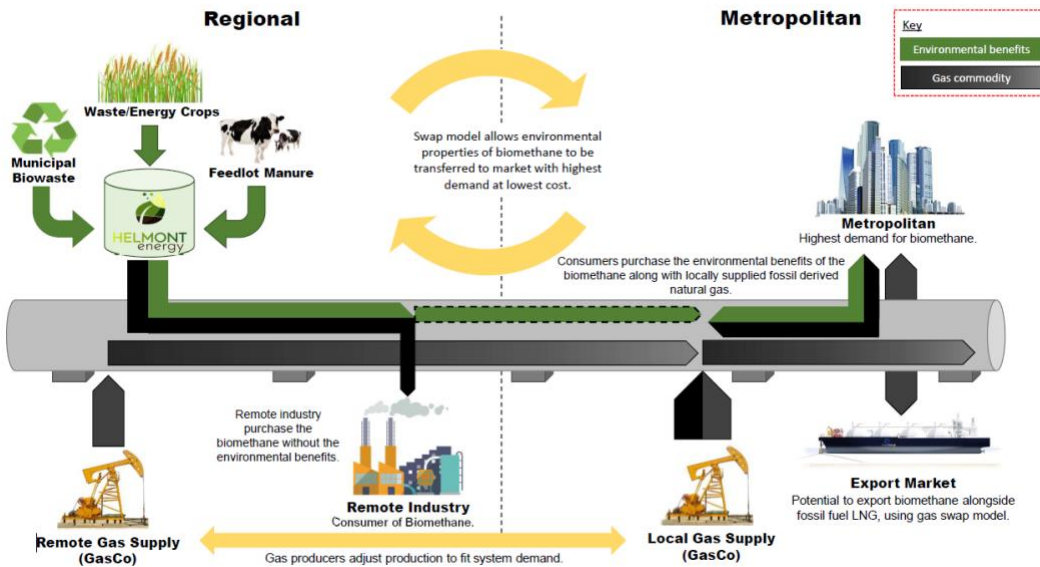 Regional
Metropolitan
Key
Environmental benefits
Gas commodity
Waste/Energy Crops
Municipal
Biowaste
Feedlot Manure
HELMONT
energy
Swap model allows environmental
properties of biomethane to be
transferred to market with highest
demand at lowest cost.
Metropolitan
Highest demand for biomethane.
Consumers purchase the environmental benefits of the
biomethane along with locally supplied fossil derived
natural gas.
Remote industry
purchase the
biomethane without the
environmental benefits.
Remote Industry
Consumer of Biomethane.
Export Market
Potential to export biomethane alongside
fossil fuel LNG, using gas swap model.
Remote Gas Supply
(GasCo)
Gas producers adjust production to fit system demand.
Local Gas Supply
(GasCo)